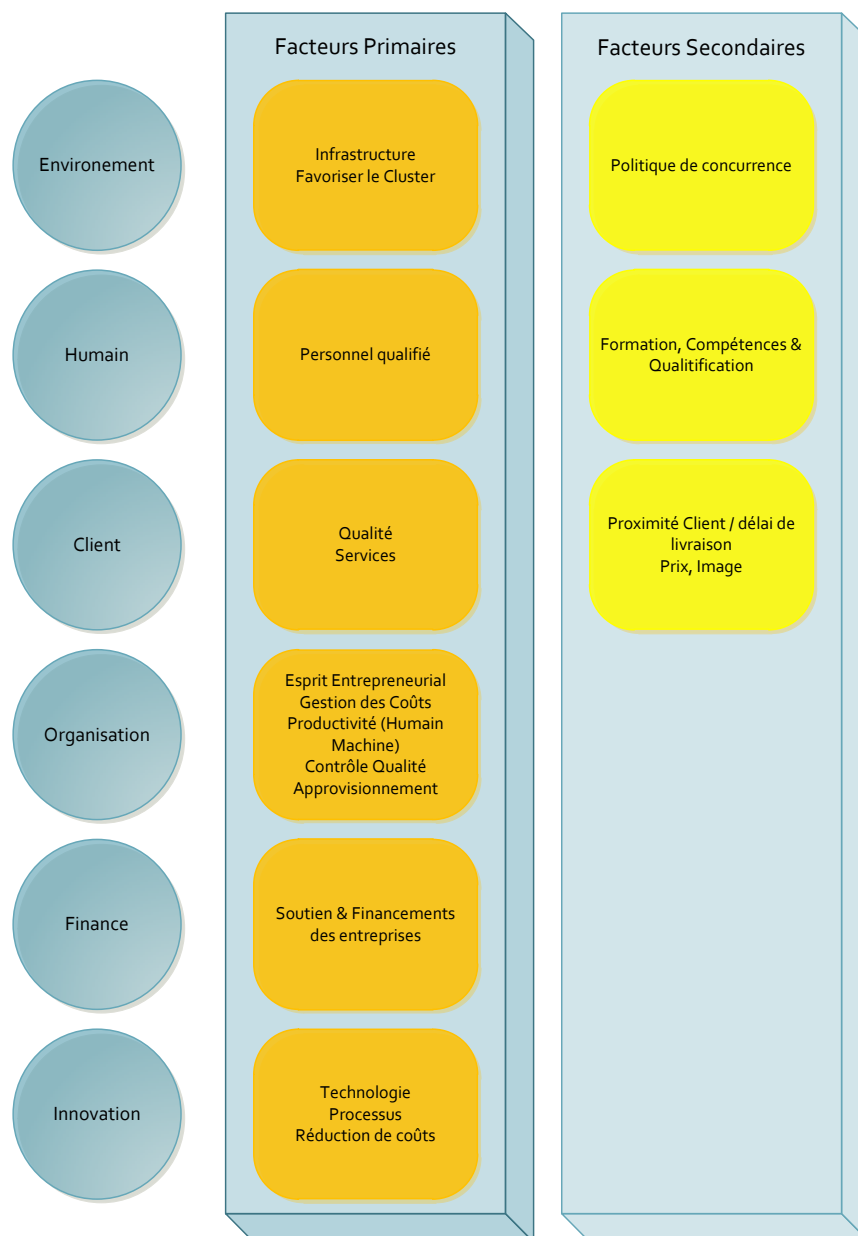 Facteurs Primaires
Facteurs Secondaires
Environement
Infrastructure
Favoriser le Cluster
Politique de concurrence
Humain
Personnel qualifié
Formation, Compétences &
Qualitification
Client
Qualité
Services
Proximité Client / délai de
livraison
Prix, Image
Organisation
Esprit Entrepreneurial
Gestion des Coûts
Productivité (Humain
Machine)
Contrôle Qualité
Approvisionnement
Finance
Soutien & Financements
des entreprises
Innovation
Technologie
Processus
Réduction de coûts